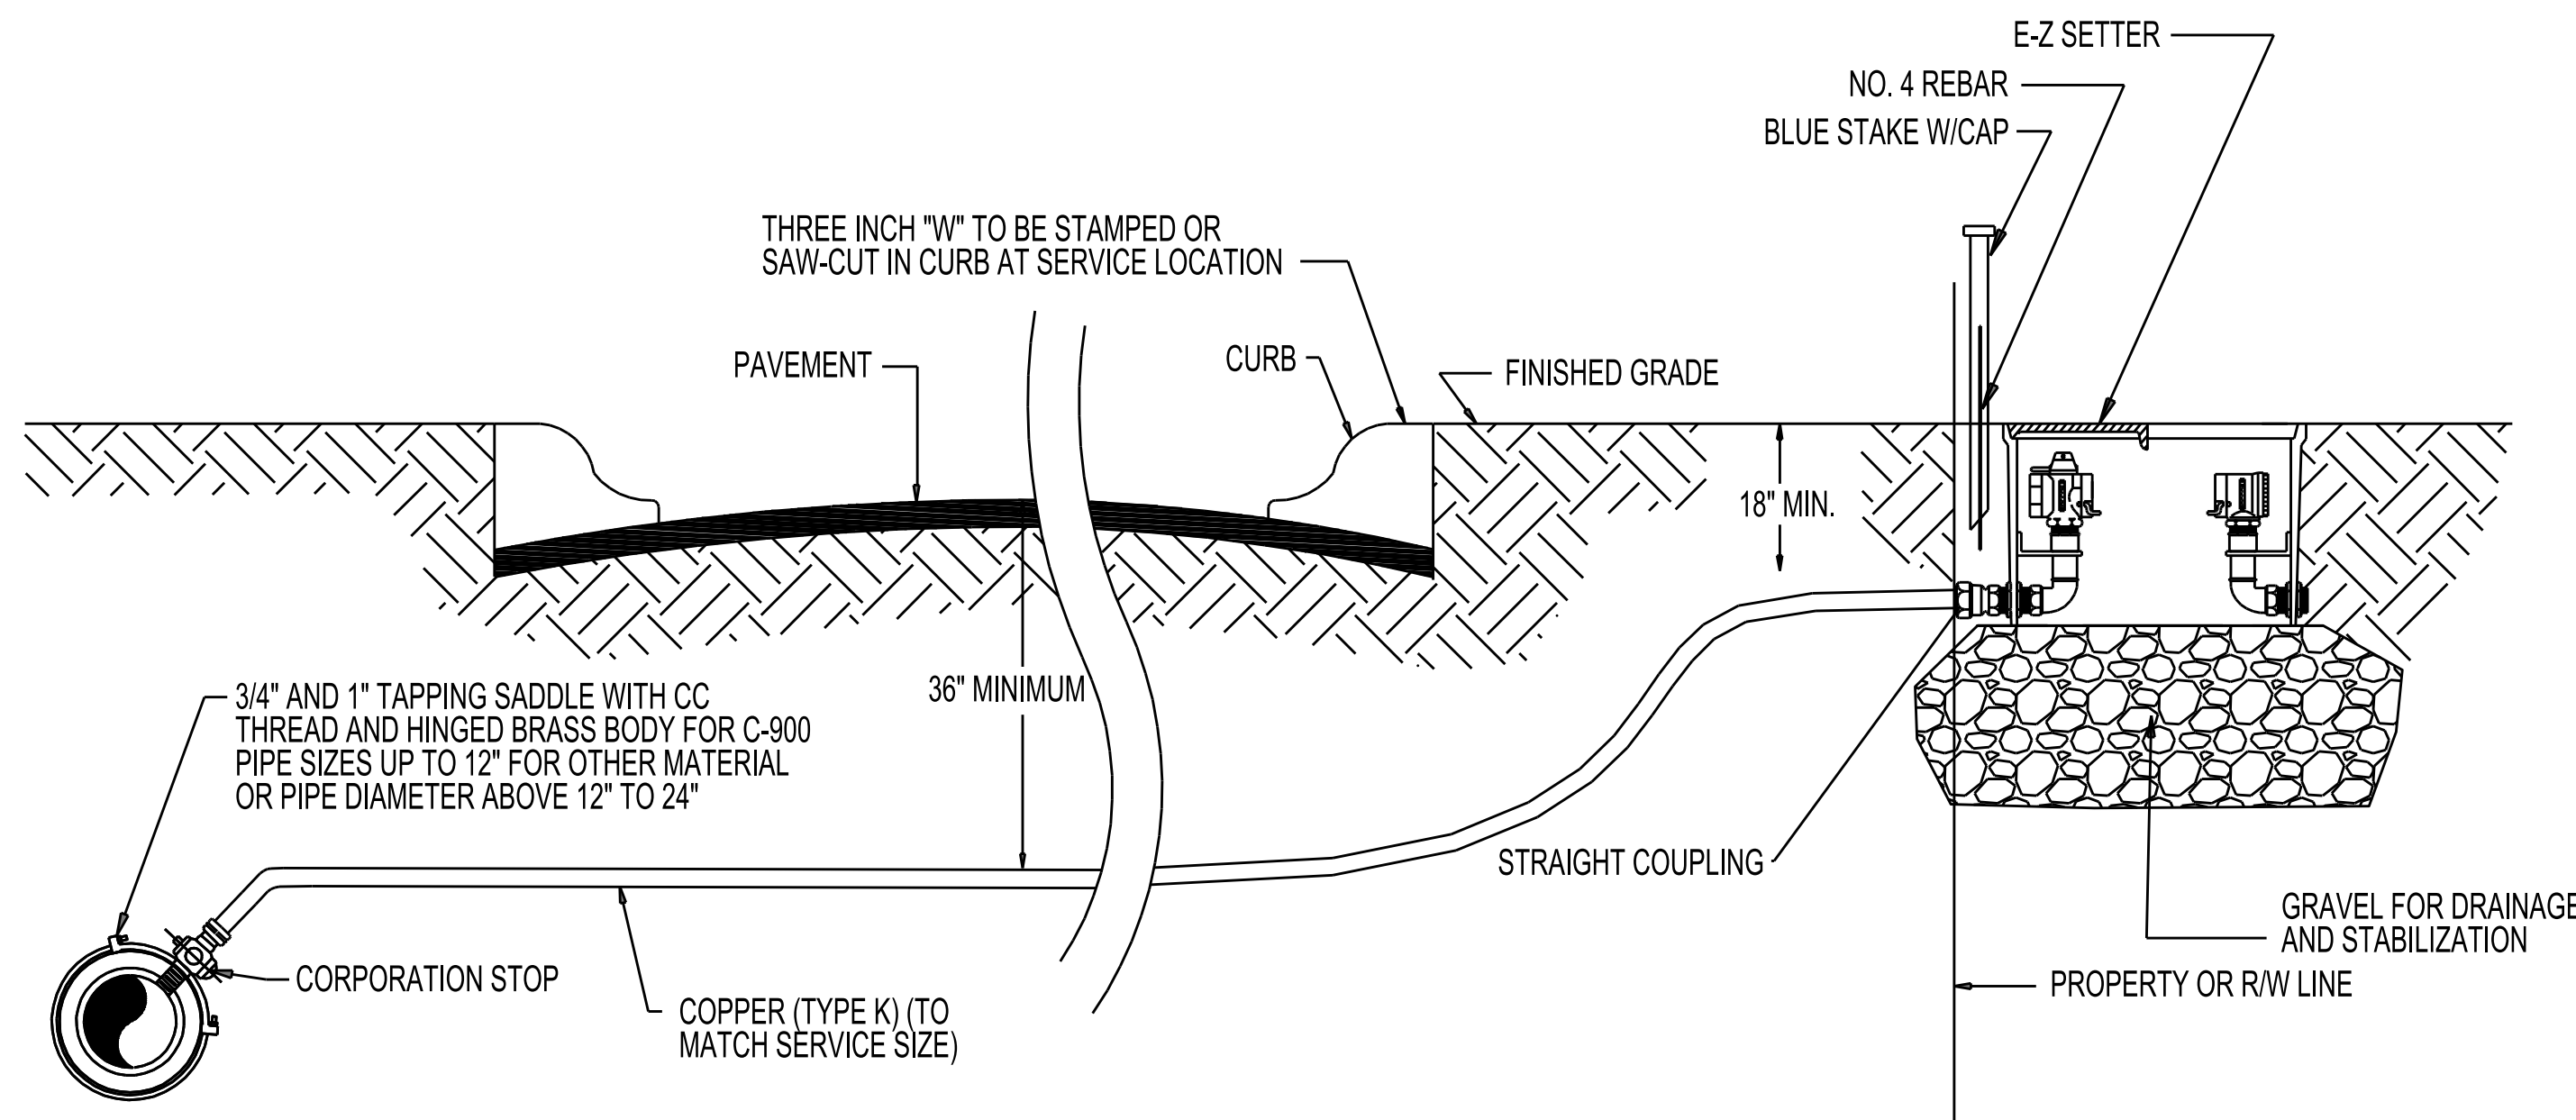 E-Z SETTER
NO. 4 REBAR
BLUE STAKE W/CAP
THREE INCH "W" TO BE STAMPED OR
SAW-CUT IN CURB AT SERVICE LOCATION
PAVEMENT
CURB
FINISHED GRADE
18" MIN.
36" MINIMUM
3/4" AND 1" TAPPING SADDLE WITH CC
THREAD AND HINGED BRASS BODY FOR C-900
PIPE SIZES UP TO 12" FOR OTHER MATERIAL
OR PIPE DIAMETER ABOVE 12" TO 24"
STRAIGHT COUPLING
GRAVEL FOR DRAINAGE
AND STABILIZATION
CORPORATION STOP
PROPERTY OR R/W LINE
COPPER (TYPE K) (TO
MATCH SERVICE SIZE)